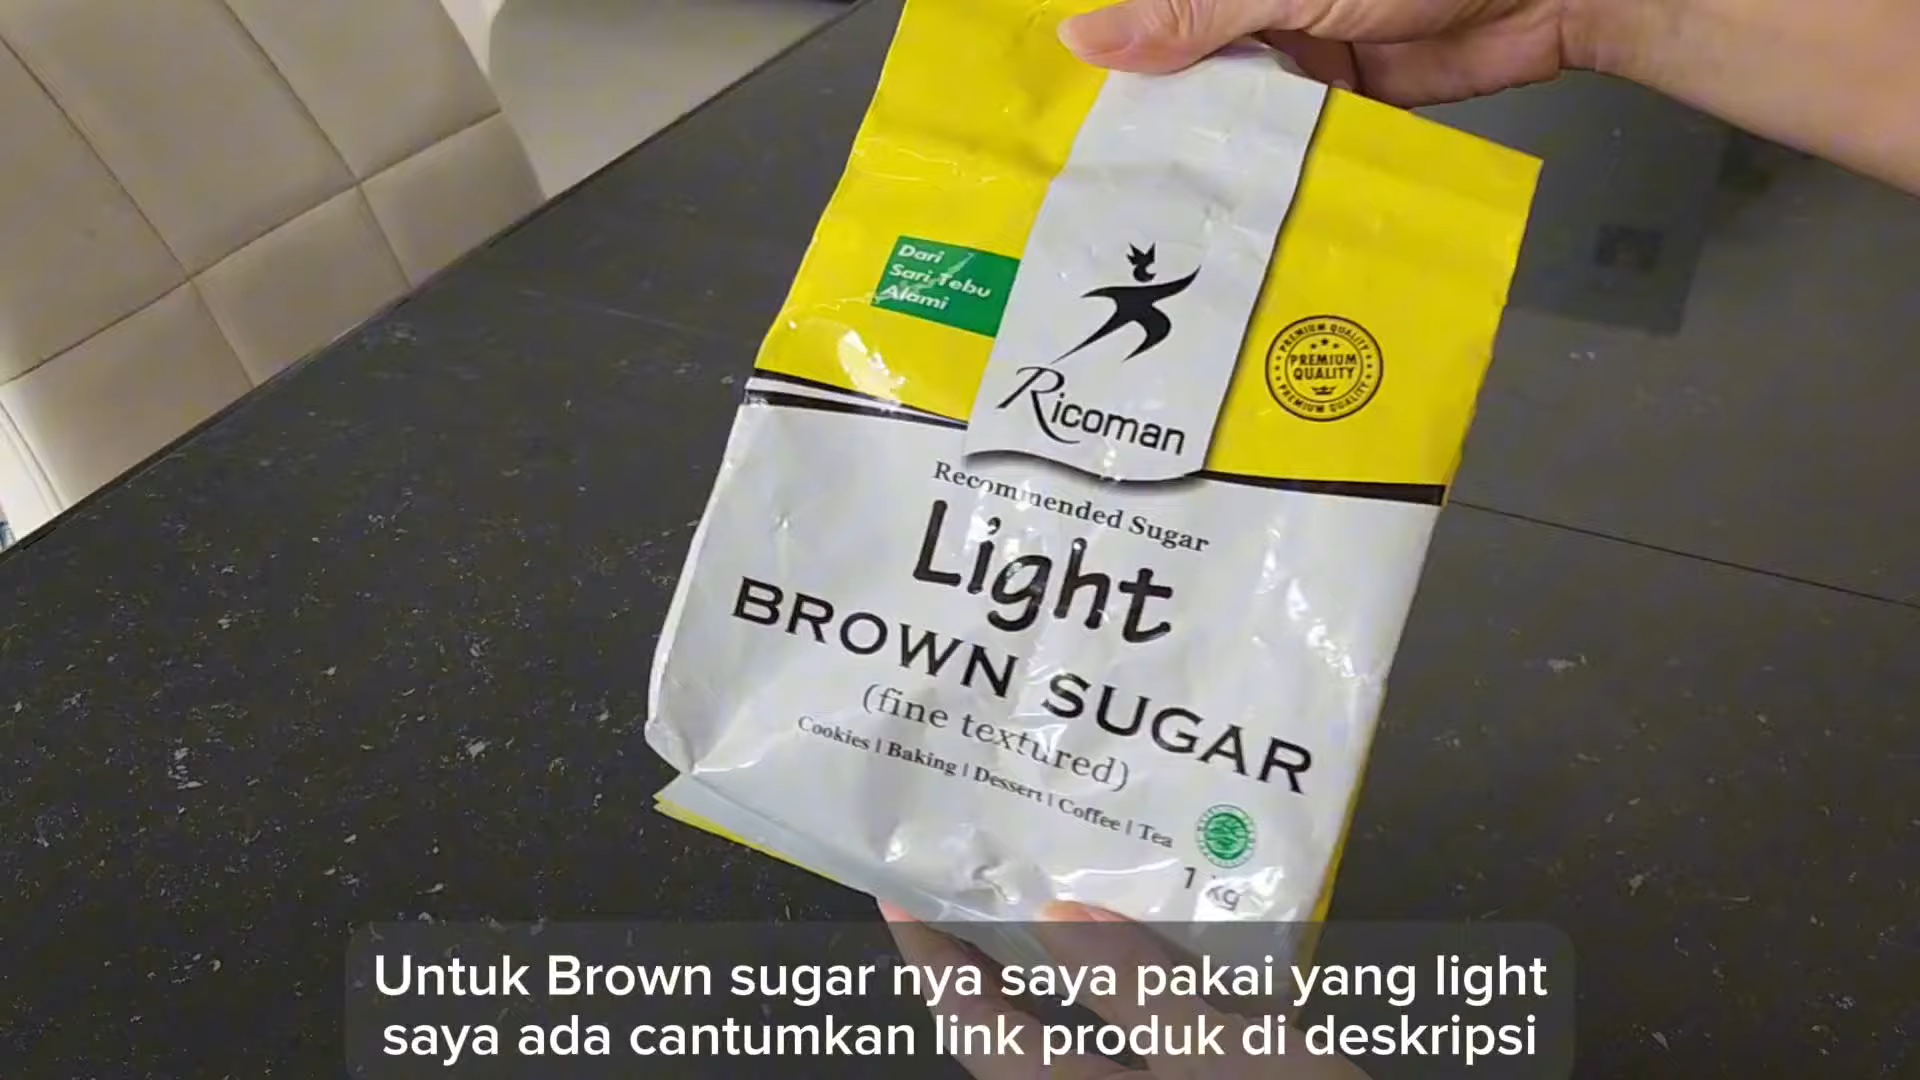 Dari
Sari Tebu
Alami
Ricoman
PREMIUM QUALITY
PREMIUM
QUALITY
PREMIUM QUALITY
Recommended Sugar
Light
BROWN SUGAR
(fine textured)
Cookies | Baking | Dessert | Coffee | Tea
1 kg
Untuk Brown sugar nya saya pakai yang light
saya ada cantumkan link produk di deskripsi